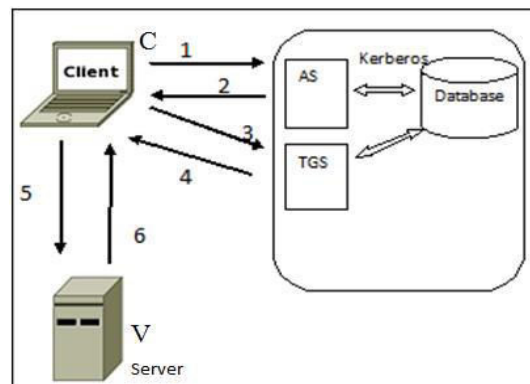 C
1
Kerberos
Client
AS
Database
2
3
TGS
4
5
6
V
Server